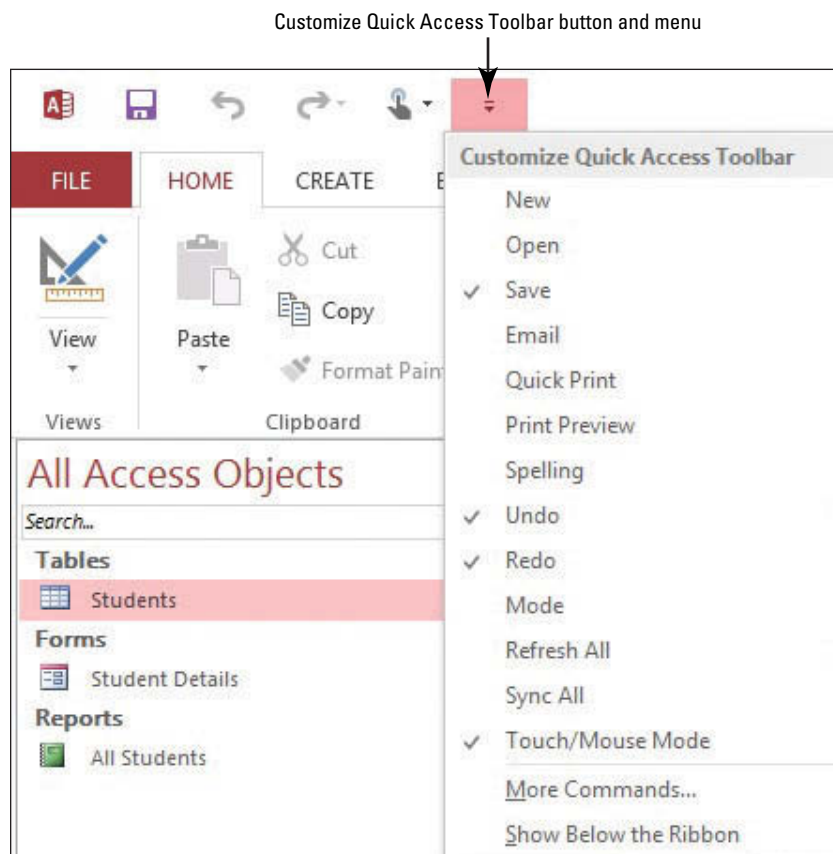 Customize Quick Access Toolbar button and menu
A
FILE
HOME
CREATE
E
View
Views
Paste
Cut
Copy
Format Pain
Clipboard
Customize Quick Access Toolbar
New
Open
Save
Email
Quick Print
Print Preview
Spelling
Undo
Redo
Mode
Refresh All
Sync All
Touch/Mouse Mode
More Commands...
Show Below the Ribbon
All Access Objects
Search...
Tables
Students
Forms
Student Details
Reports
All Students